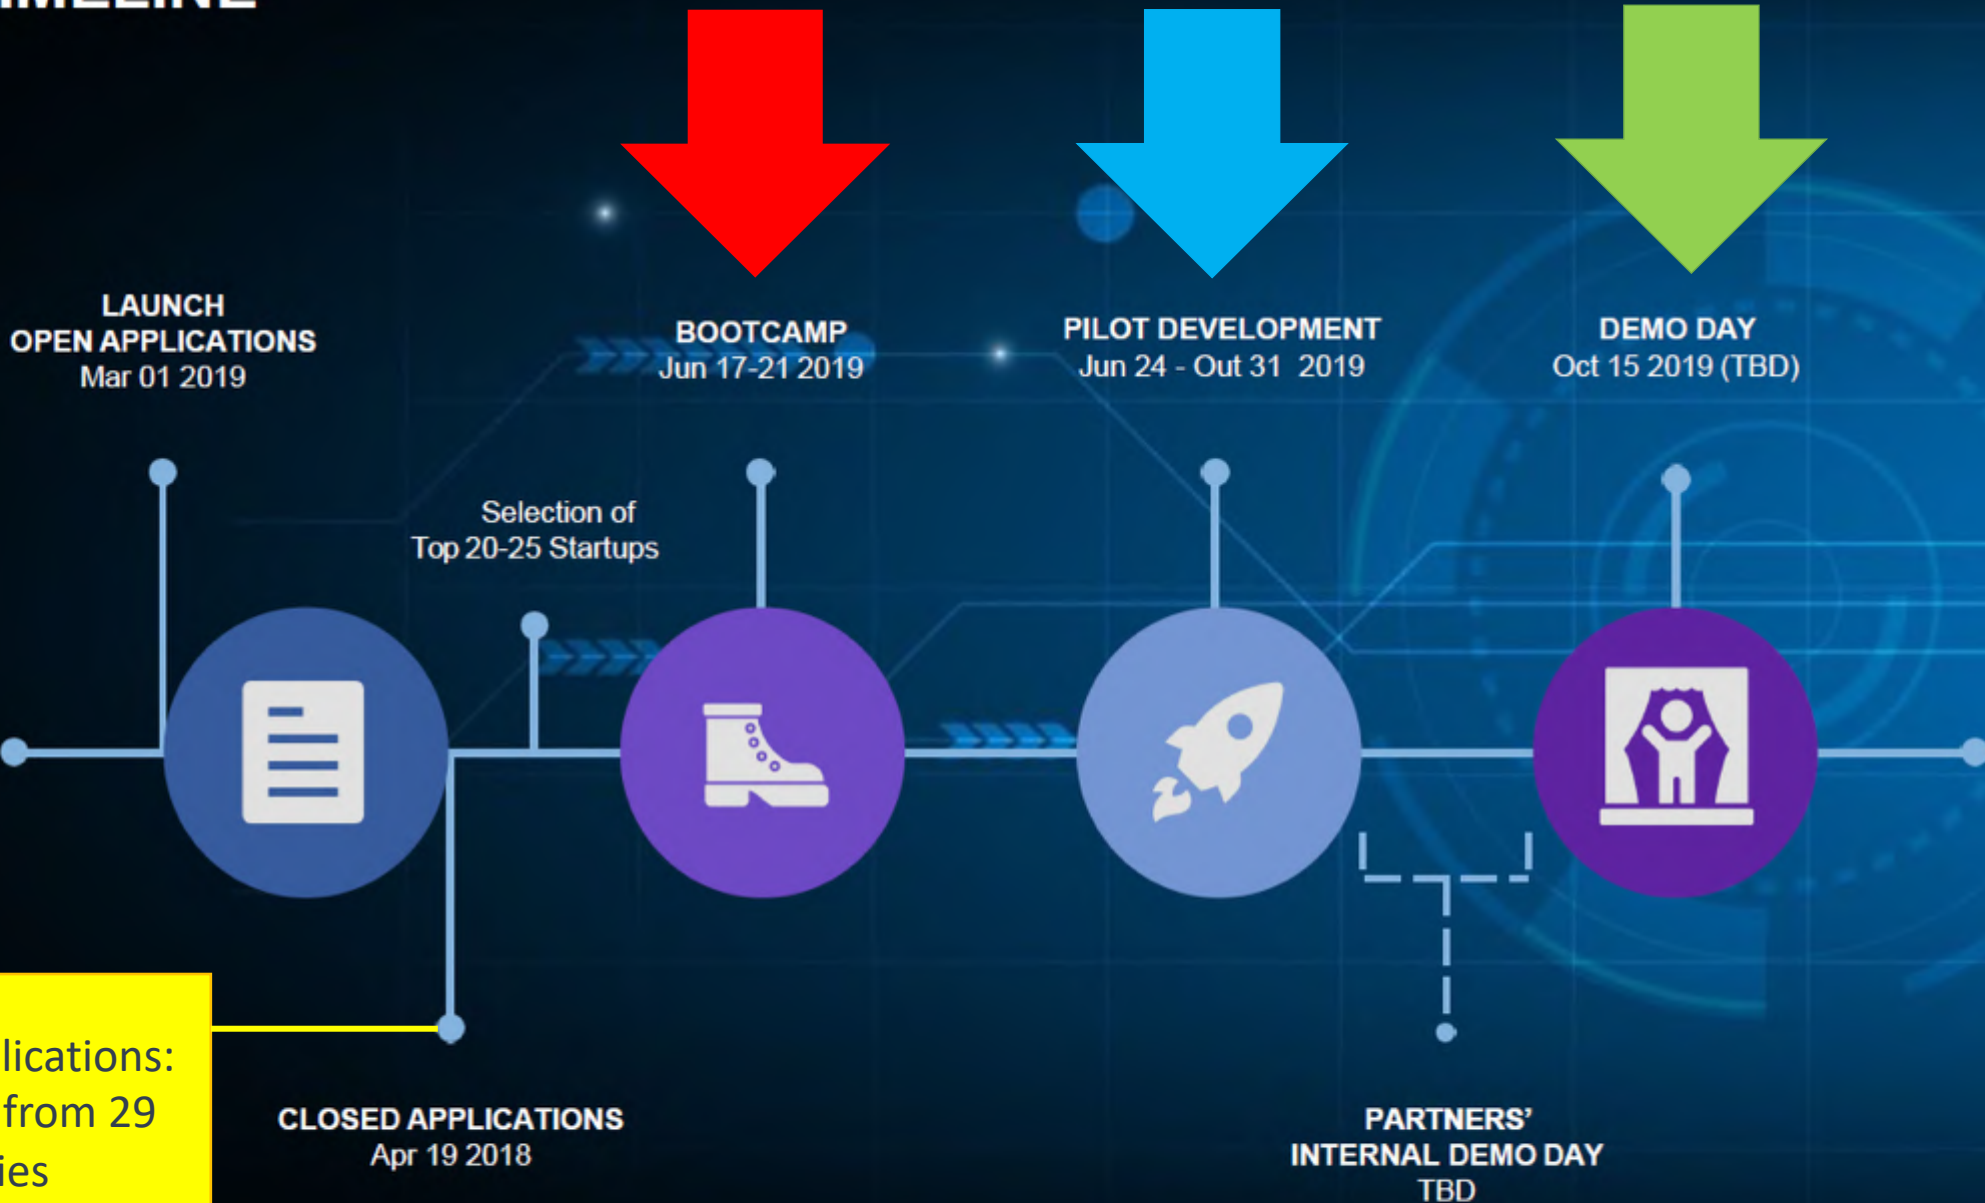 LAUNCH
OPEN APPLICATIONS
Mar 01 2019
BOOTCAMP
Jun 17-21 2019
PILOT DEVELOPMENT
Jun 24 - Out 31 2019
DEMO DAY
Oct 15 2019 (TBD)
Selection of
Top 20-25 Startups
lications:
from 29
ies
CLOSED APPLICATIONS
Apr 19 2018
PARTNERS’
INTERNAL DEMO DAY
TBD